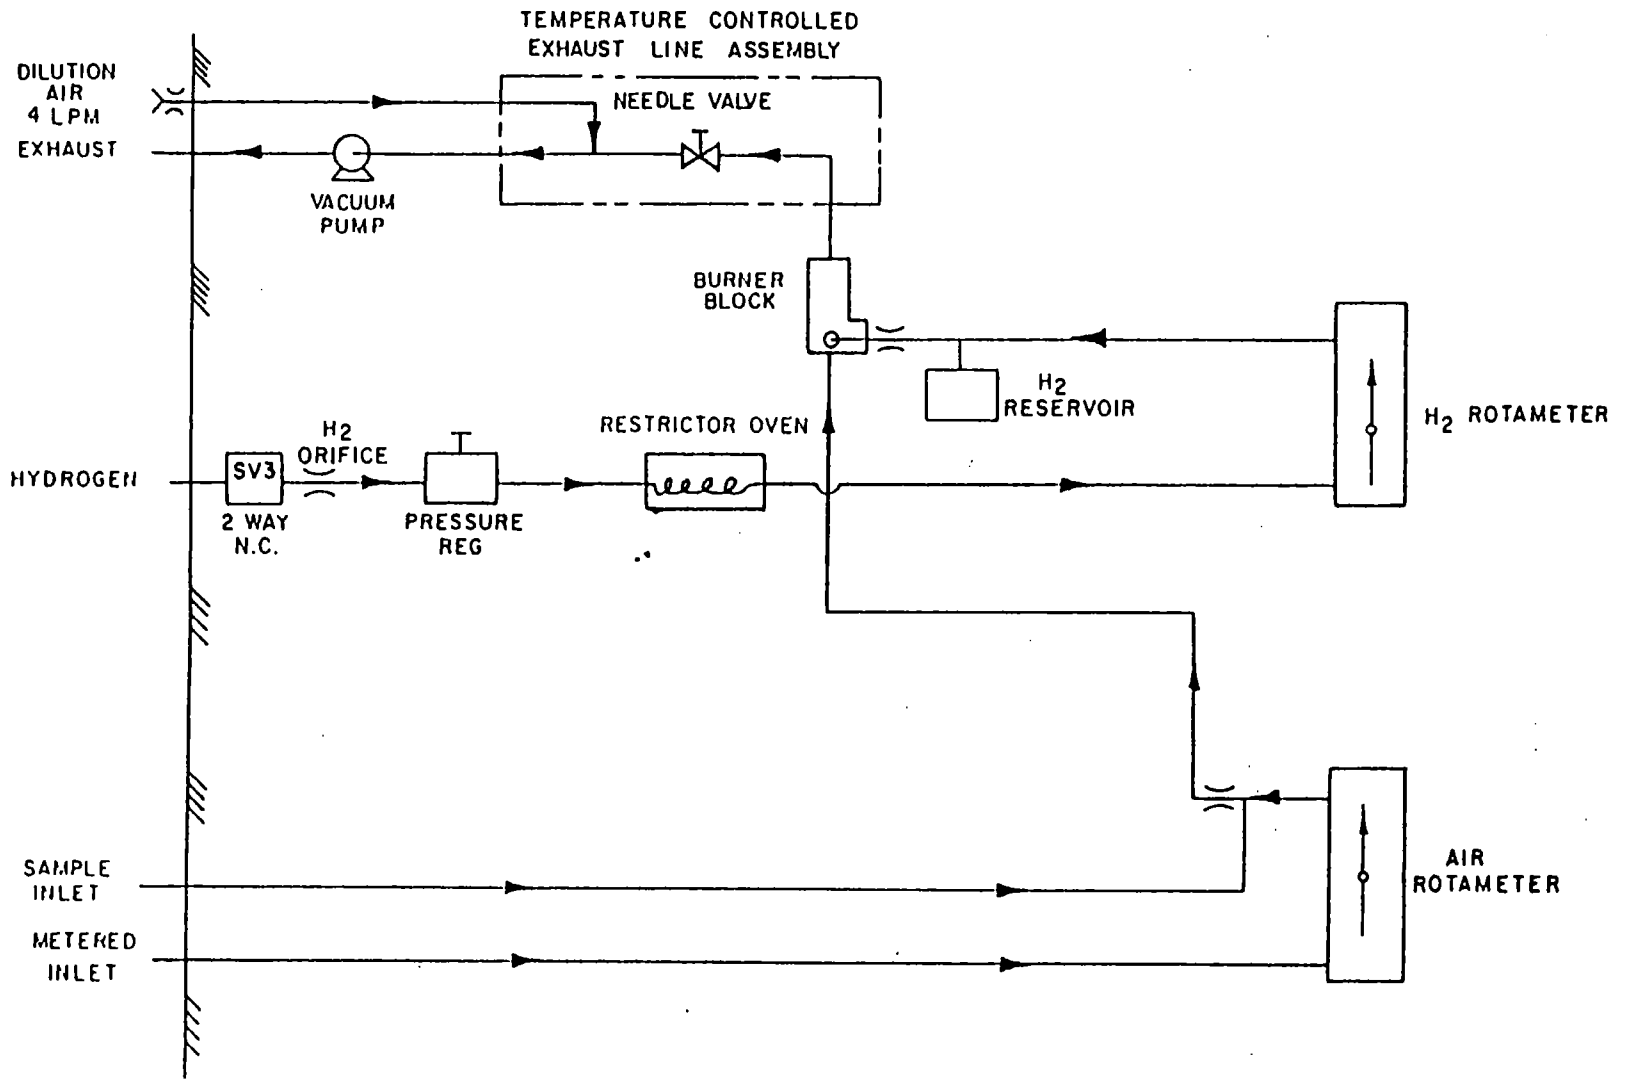 TEMPERATURE CONTROLLED
EXHAUST LINE ASSEMBLY
DILUTION
AIR
4 LPM
NEEDLE VALVE
EXHAUST
VACUUM
PUMP
BURNER
BLOCK
H2
RESERVOIR
H2 ROTAMETER
RESTRICTOR OVEN
H2
ORIFICE
HYDROGEN
SV3
2 WAY
N.C.
PRESSURE
REG
SAMPLE
INLET
AIR
ROTAMETER
METERED
INLET